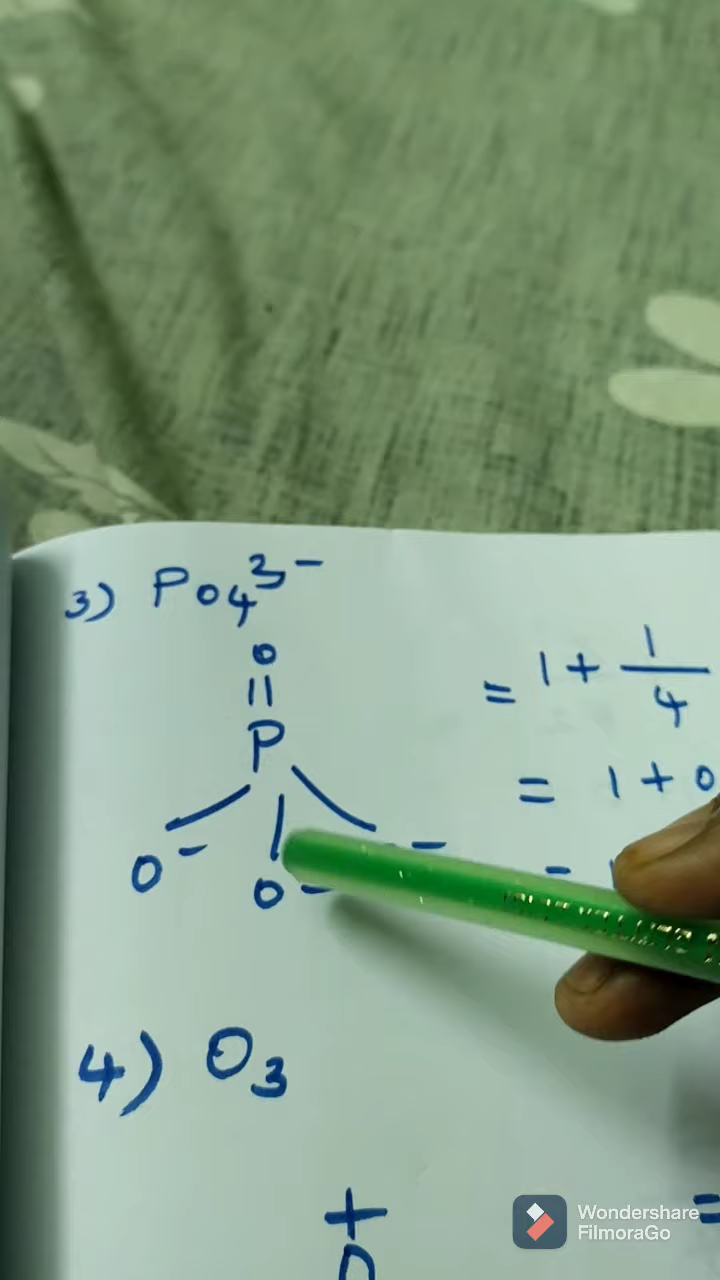 3) PO4 3-
O
||
P
O- O- -
= 1 + 1/4
= 1 + 0
=
4) O3
+
O
=
Wondershare
FilmoraGo